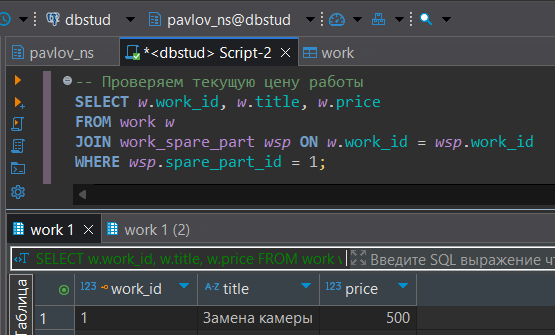 dbstud
pavlov_ns@dbstud
pavlov_ns
*<dbstud> Script-2
work
-- Проверяем текущую цену работы
SELECT w.work_id, w.title, w.price
FROM work w
JOIN work_spare_part wsp ON w.work_id = wsp.work_id
WHERE wsp.spare_part_id = 1;
work 1
work 1 (2)
SELECT w.work_id, w.title, w.price FROM work
Введите SQL выражение
Таблица
123 work_id
A-Z title
123 price
1 1 Замена камеры 500